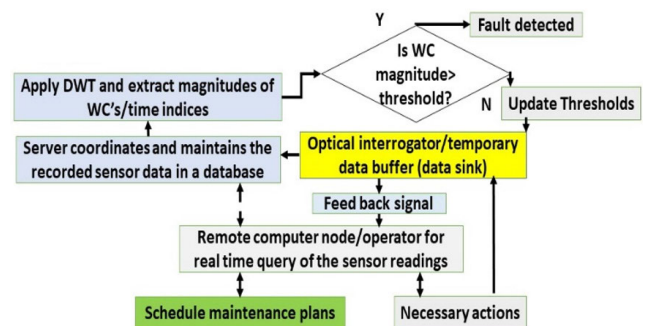 Y
Fault detected
Is WC
magnitude>
threshold?
Apply DWT and extract magnitudes of
WC's/time indices
N
Update Thresholds
Server coordinates and maintains the
recorded sensor data in a database
Optical interrogator/temporary
data buffer (data sink)
Feed back signal
Remote computer node/operator for
real time query of the sensor readings
Schedule maintenance plans
Necessary actions